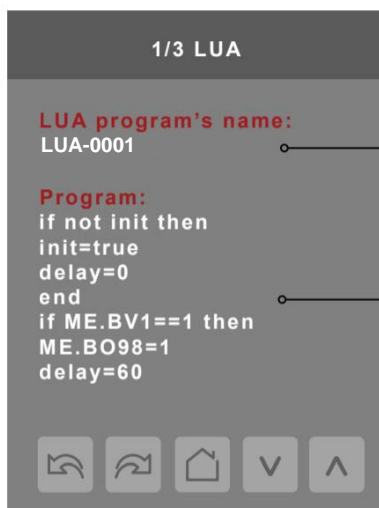 1/3 LUA
LUA program's name:
LUA-0001
Program:
if not init then
init=true
delay=0
end
if ME.BV1==1 then
ME.BO98=1
delay=60